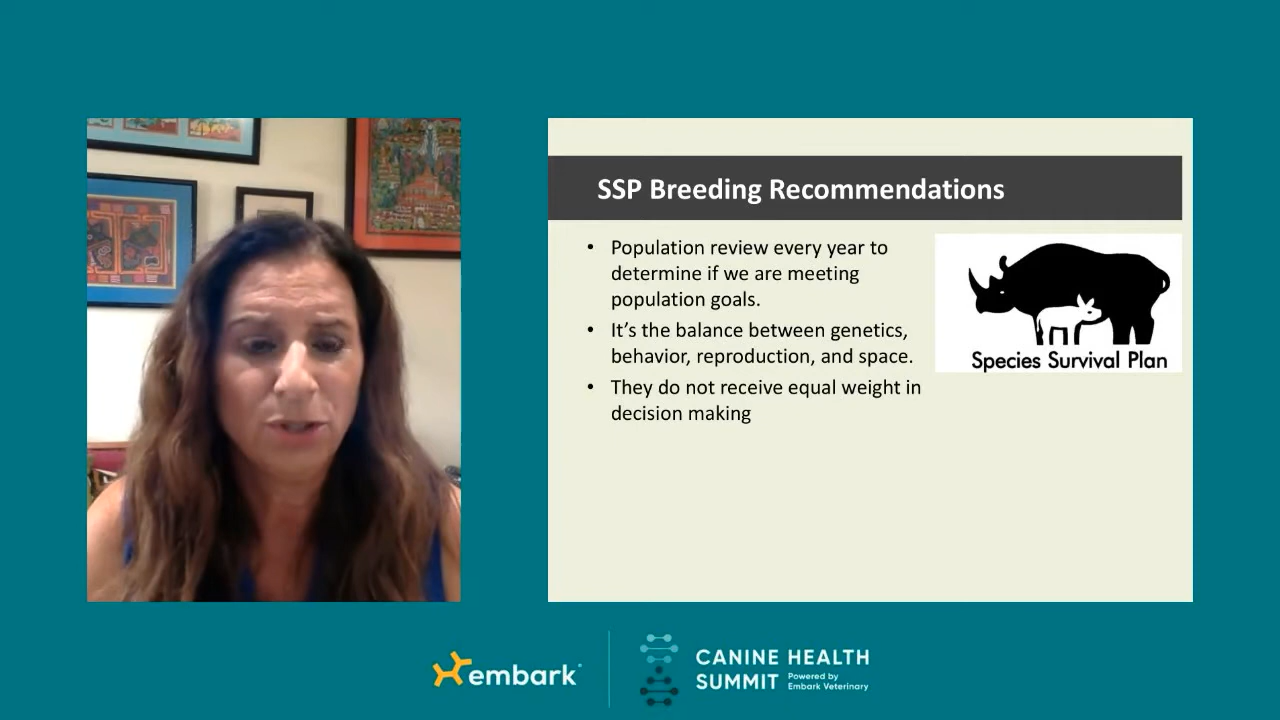 SSP Breeding Recommendations
• Population review every year to
determine if we are meeting
population goals.
• It’s the balance between genetics,
behavior, reproduction, and space.
• They do not receive equal weight in
decision making
Species Survival Plan
embark
CANINE HEALTH
SUMMIT
Powered by
Embark Veterinary